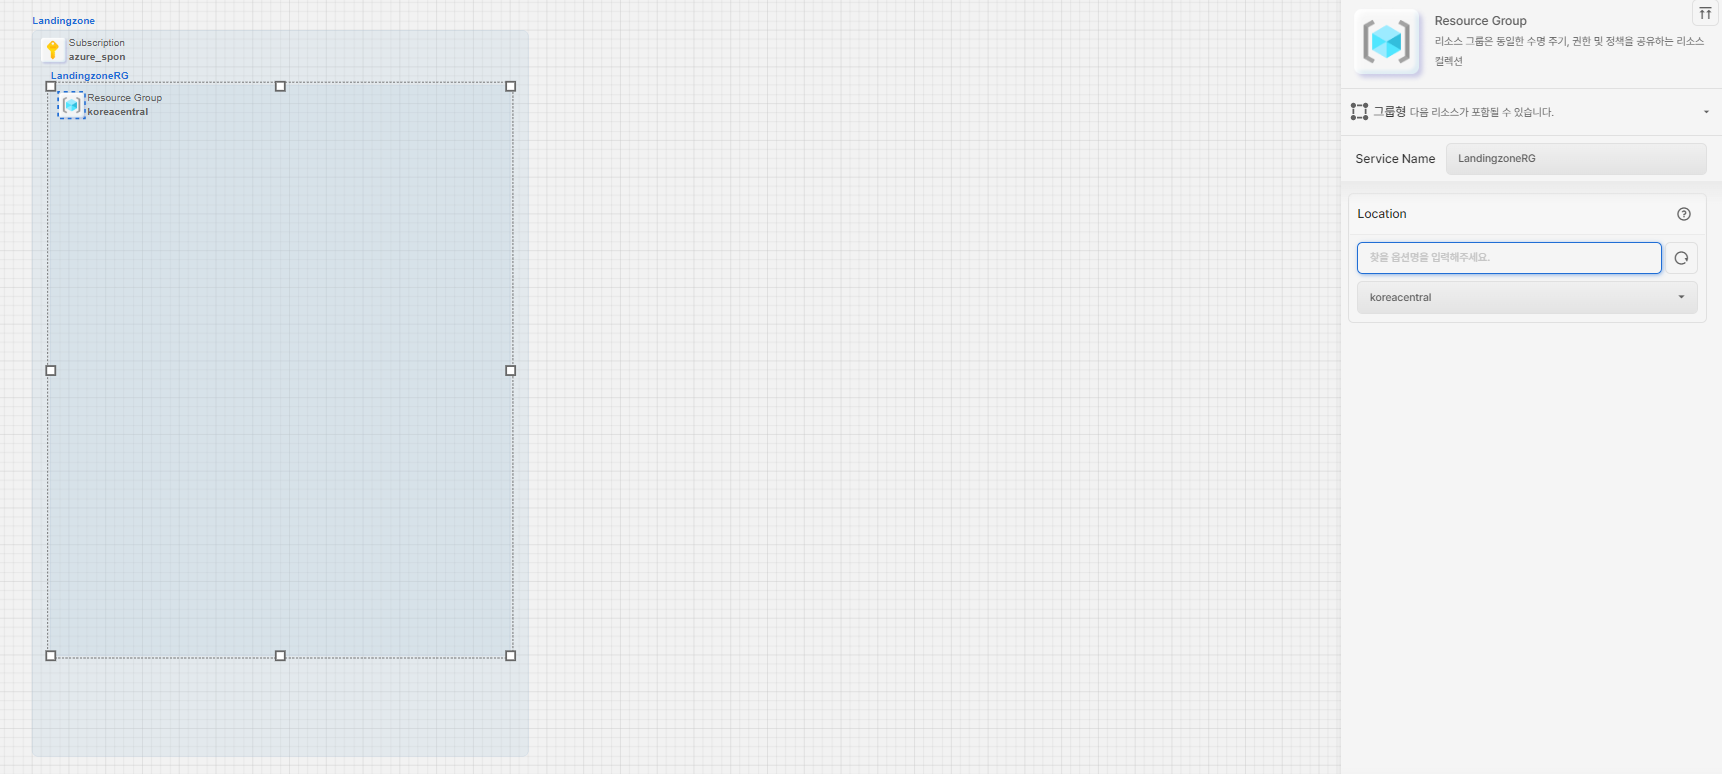 Landingzone
Subscription
azure_spon
LandingzoneRG
Resource Group
koreacentral
Resource Group
리소스 그룹은 동일한 수명 주기, 권한 및 정책을 공유하는 리소스
컬렉션
그룹형 다음 리소스가 포함될 수 있습니다.
Service Name
LandingzoneRG
Location
찾을 옵션명을 입력해주세요.
koreacentral